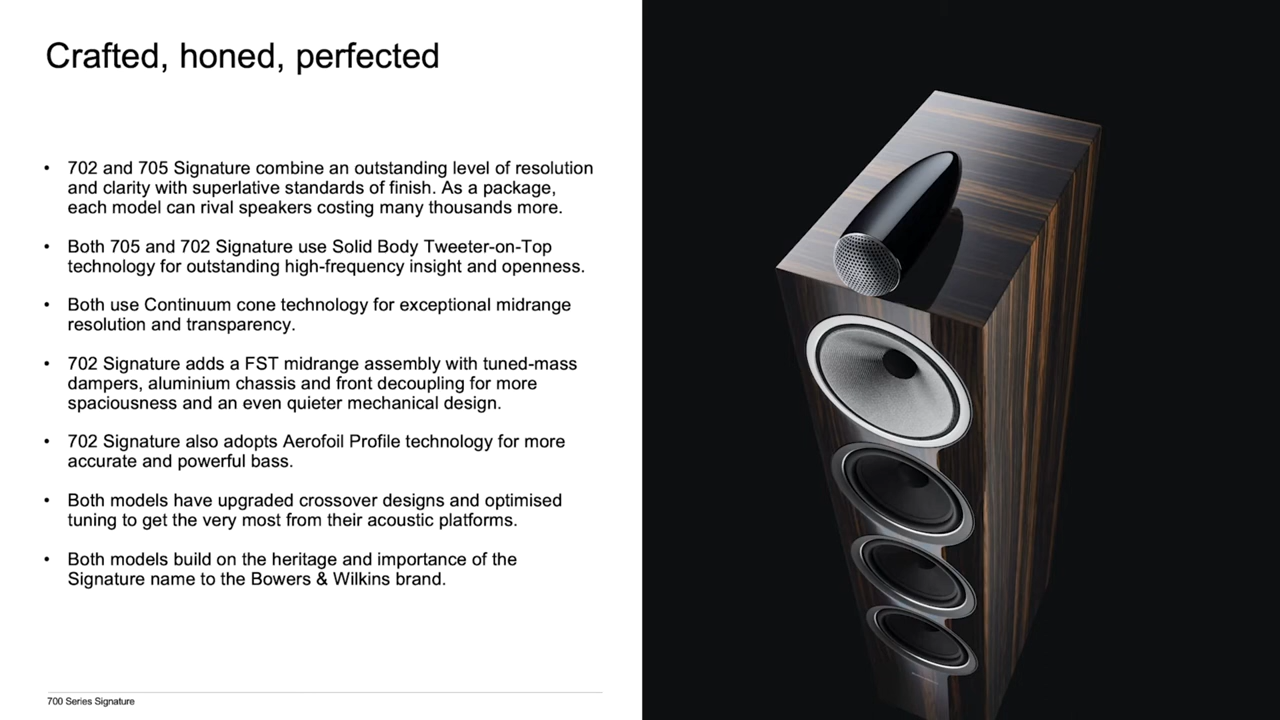 Crafted, honed, perfected
• 702 and 705 Signature combine an outstanding level of resolution
and clarity with superlative standards of finish. As a package,
each model can rival speakers costing many thousands more.
• Both 705 and 702 Signature use Solid Body Tweeter-on-Top
technology for outstanding high-frequency insight and openness.
• Both use Continuum cone technology for exceptional midrange
resolution and transparency.
• 702 Signature adds a FST midrange assembly with tuned-mass
dampers, aluminium chassis and front decoupling for more
spaciousness and an even quieter mechanical design.
• 702 Signature also adopts Aerofoil Profile technology for more
accurate and powerful bass.
• Both models have upgraded crossover designs and optimised
tuning to get the very most from their acoustic platforms.
• Both models build on the heritage and importance of the
Signature name to the Bowers & Wilkins brand.
700 Series Signature